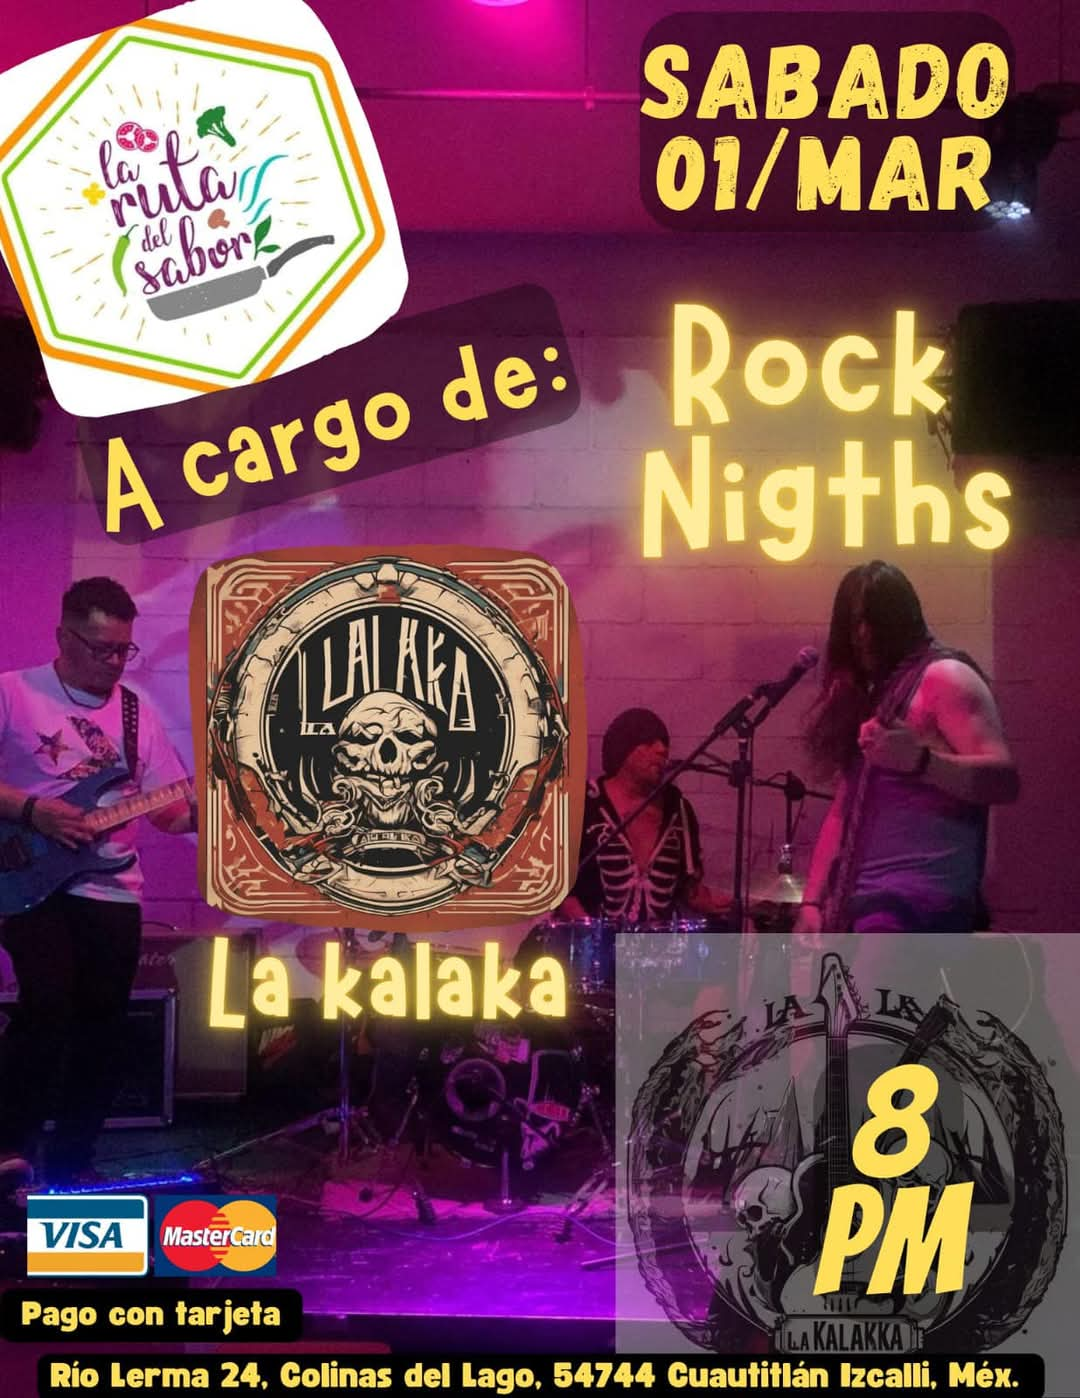 la
ruta
del
sabor
SABADO
01/MAR
A cargo de:
Rock
Nigths
LA
La kalaka
LA
LA
8
PM
LA KALAKKA
VISA
MasterCard
Pago con tarjeta
Río Lerma 24, Colinas del Lago, 54744 Cuautitlán Izcalli, Méx.